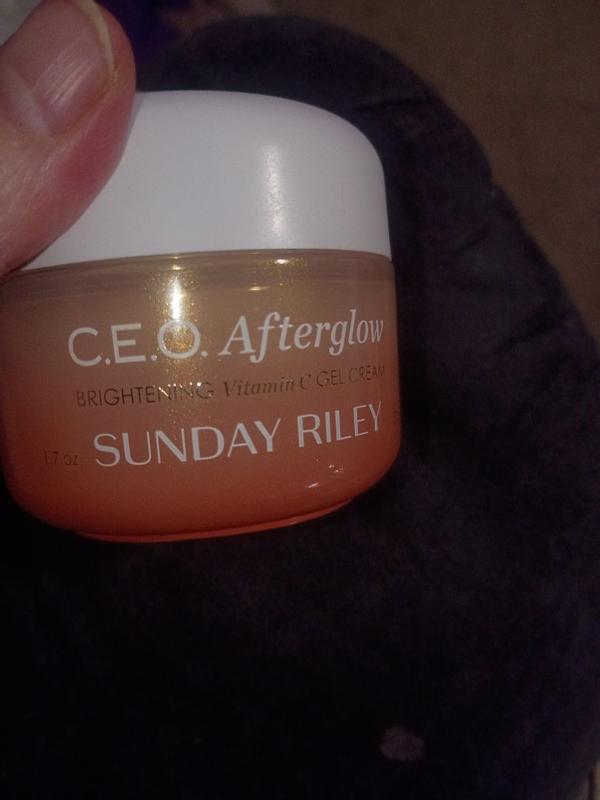 C.E.O. Afterglow
BRIGHTENING Vitamin C GEL CREAM
1.7 oz SUNDAY RILEY